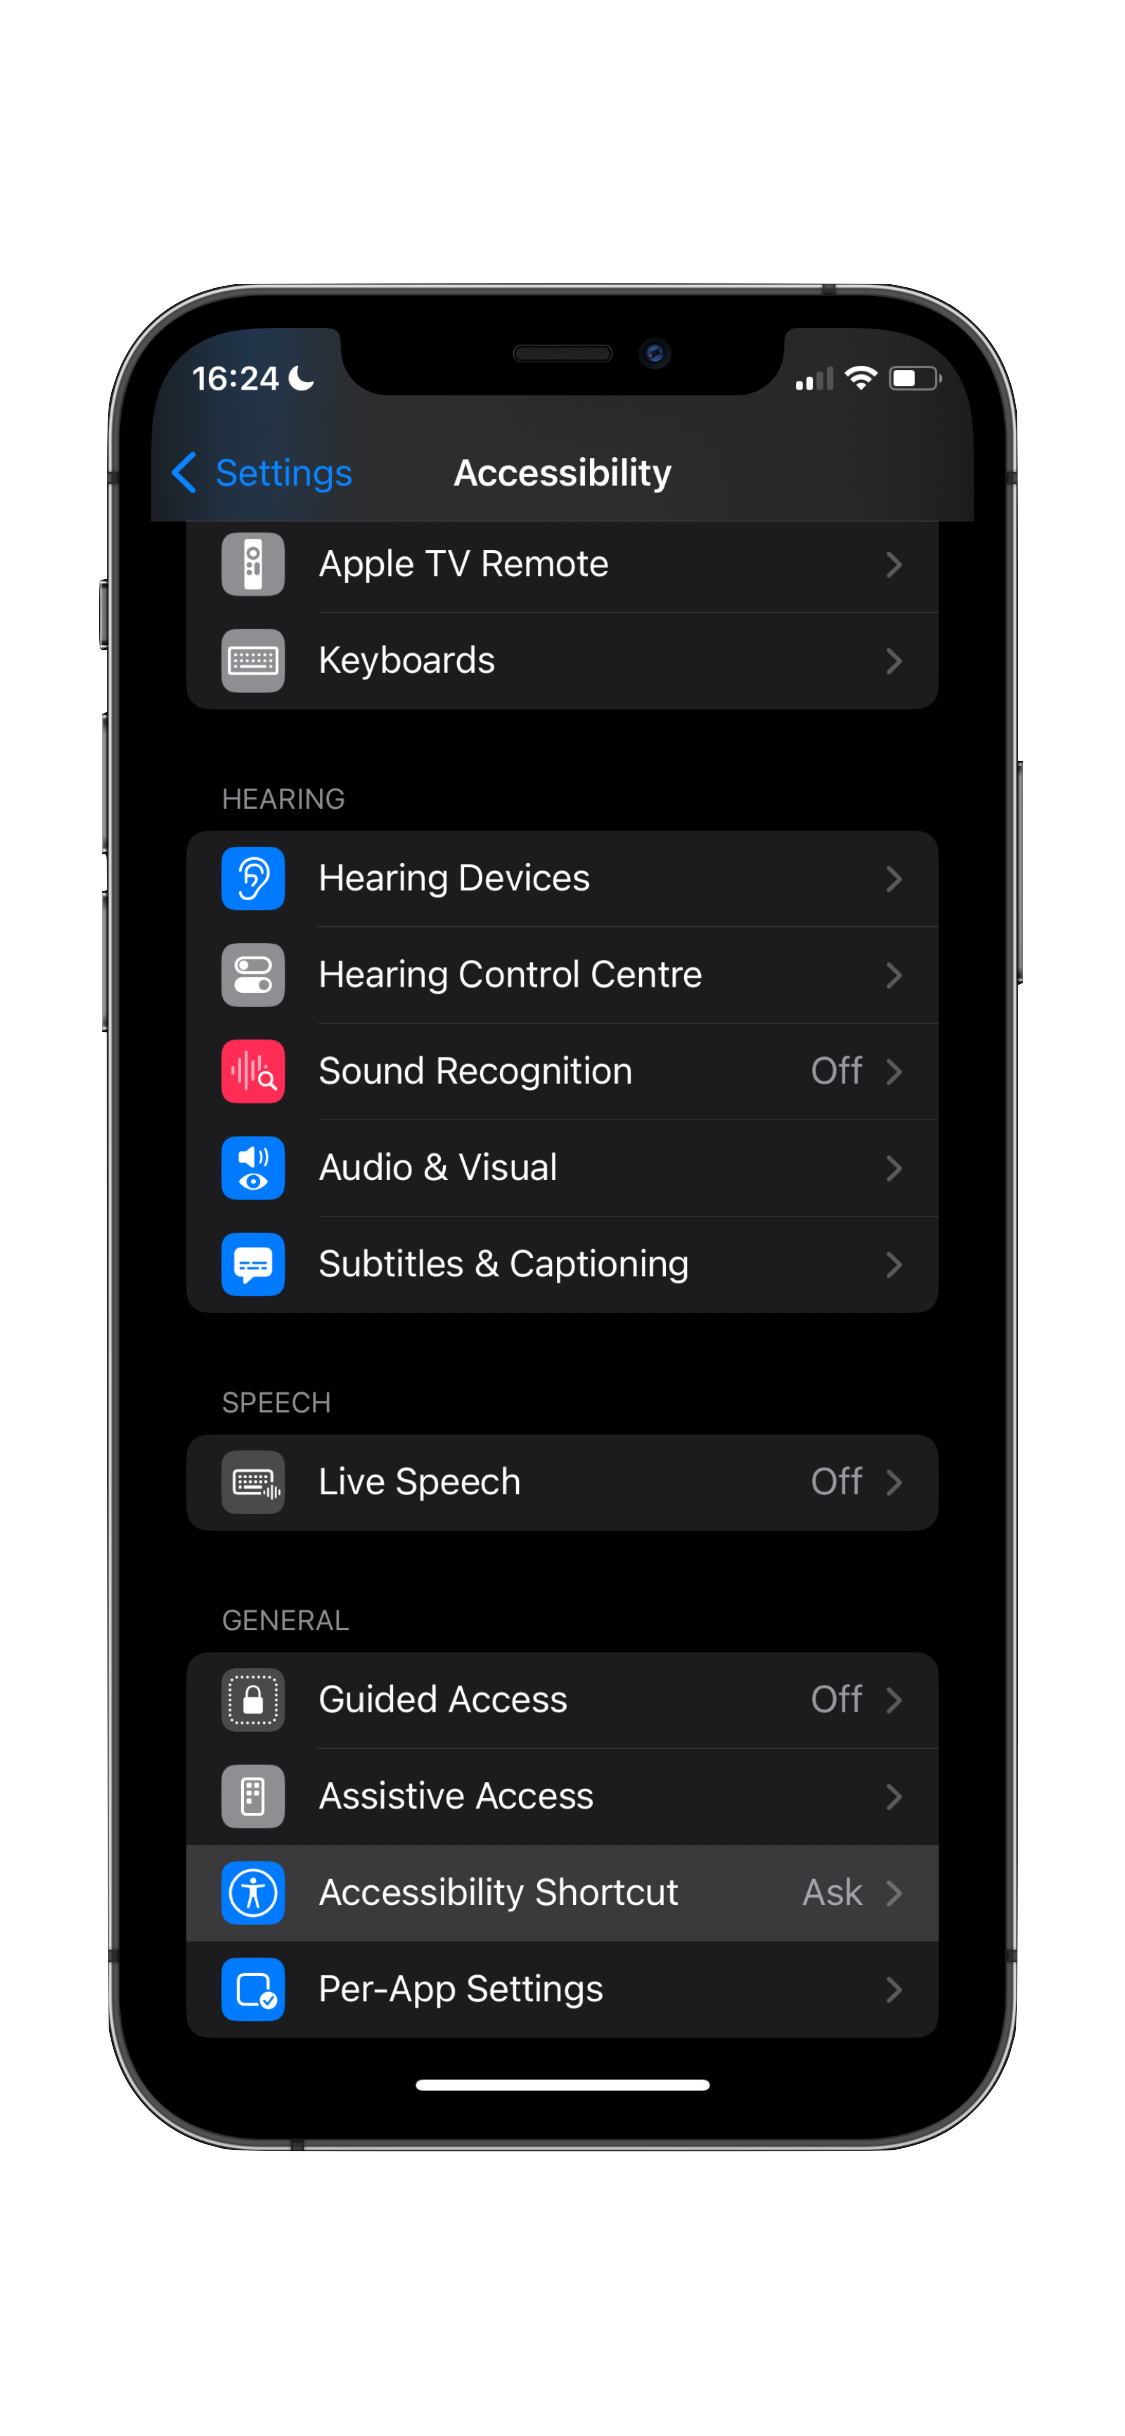 16:24
Settings
Accessibility
Apple TV Remote
Keyboards
HEARING
Hearing Devices
Hearing Control Centre
Sound Recognition Off
Audio & Visual
Subtitles & Captioning
SPEECH
Live Speech Off
GENERAL
Guided Access Off
Assistive Access
Accessibility Shortcut Ask
Per-App Settings